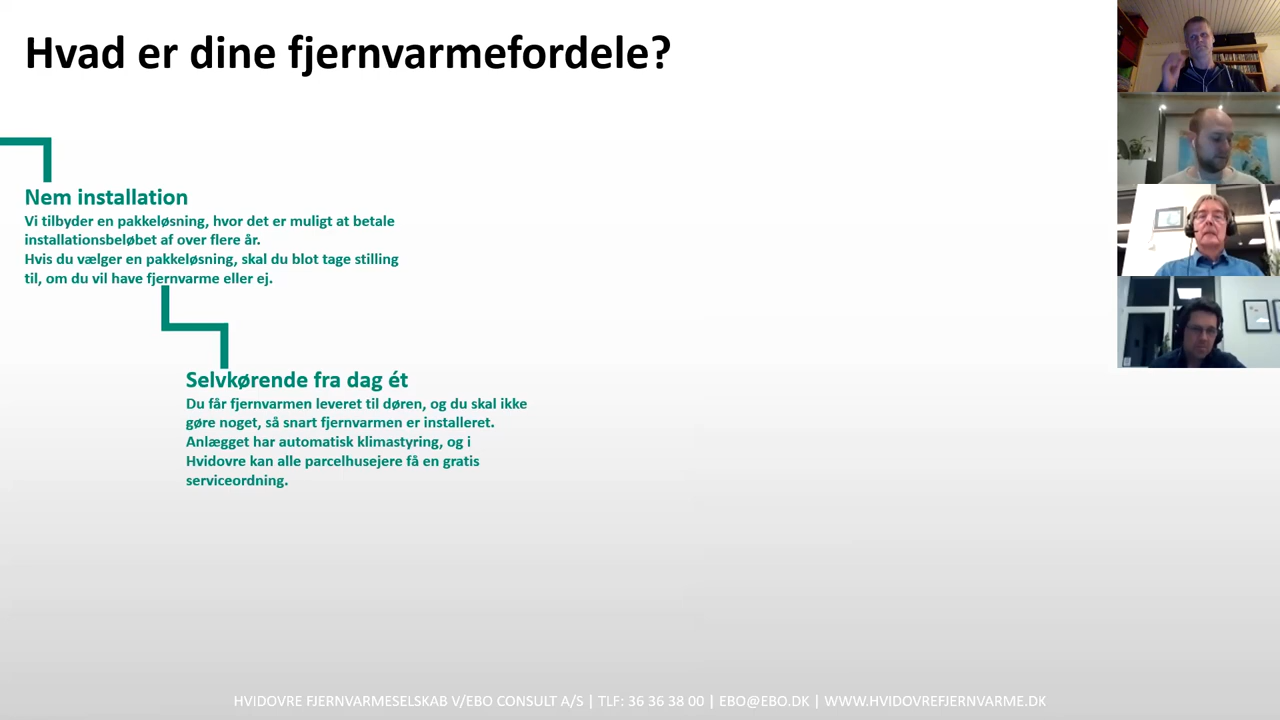 Hvad er dine fjernvarmefordele?
Nem installation
Vi tilbyder en pakkeløsning, hvor det er muligt at betale
installationsbeløbet af over flere år.
Hvis du vælger en pakkeløsning, skal du blot tage stilling
til, om du vil have fjernvarme eller ej.
Selvkørende fra dag ét
Du får fjernvarmen leveret til døren, og du skal ikke
gøre noget, så snart fjernvarmen er installeret.
Anlægget har automatisk klimastyring, og i
Hvidovre kan alle parcelhusejere få en gratis
serviceordning.
HVIDOVRE FJERNVARMESELSKAB V/EBO CONSULT A/S | TLF: 36 36 38 00 | EBO@EBO.DK | WWW.HVIDOVREFJERNVARME.DK